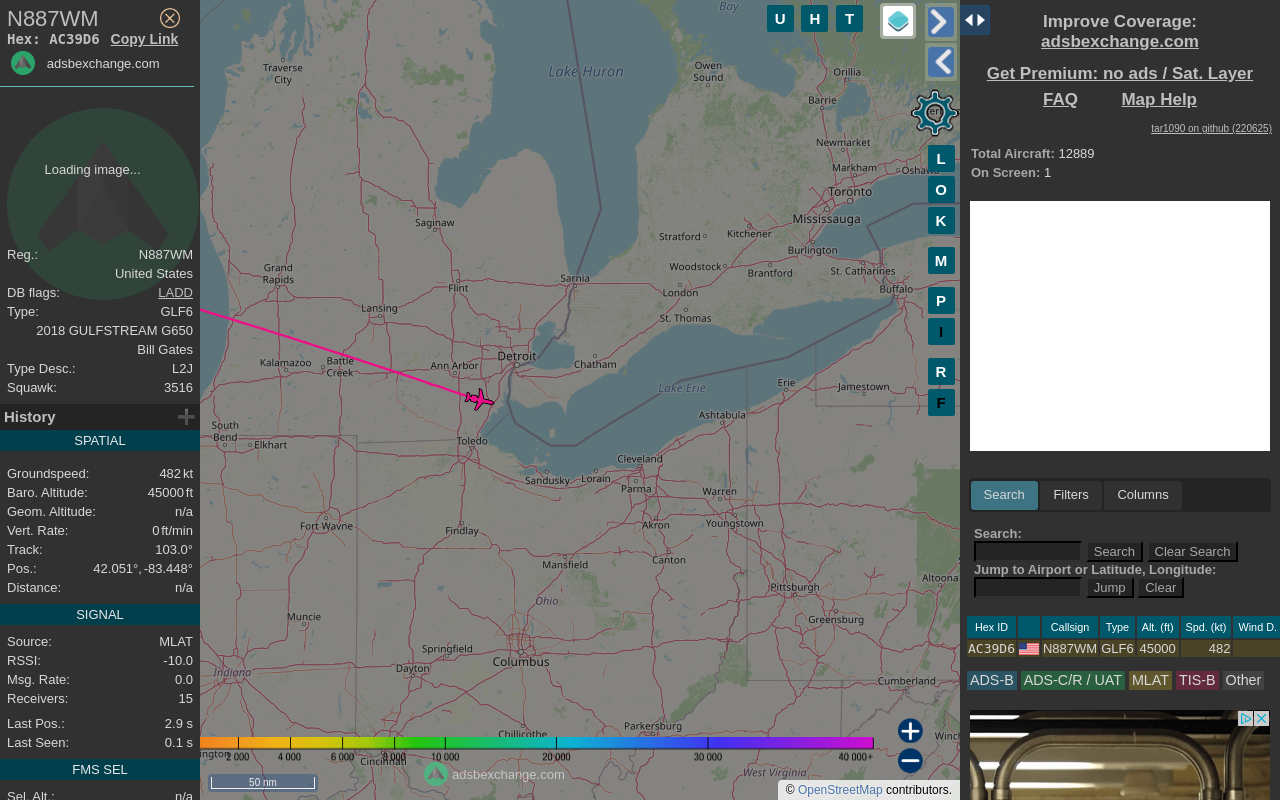 N887WM
Hex: AC39D6 Copy Link
adsbexchange.com
Loading image...
Reg.: N887WM
United States
DB flags: LADD
Type: GLF6
2018 GULFSTREAM G650
Bill Gates
Type Desc.: L2J
Squawk: 3516
History
SPATIAL
Groundspeed: 482 kt
Baro. Altitude: 45000 ft
Geom. Altitude: n/a
Vert. Rate: 0 ft/min
Track: 103.0°
Pos.: 42.051°, -83.448°
Distance: n/a
SIGNAL
Source: MLAT
RSSI: -10.0
Msg. Rate: 0.0
Receivers: 15
Last Pos.: 2.9 s
Last Seen: 0.1 s
FMS SEL
Sel. Alt.: n/a
Bay
U H T
Lake Huron
Traverse
City
Owen
Sound
Orillia
Barrie
Newmarket
Markham
Oshaw
Toronto
Mississauga
Saginaw
Stratford
Kitchener
Burlington
Grand
Rapids
Flint
Sarnia
Woodstock
Brantford
St. Catharines
London
Buffalo
Lansing
St. Thomas
Detroit
Kalamazoo
Battle
Creek
Ann Arbor
Chatham
Lake Erie
Erie
Jamestown
South
Bend
Elkhart
Toledo
Ashtabula
Cleveland
Sandusky
Lorain
Parma
Warren
Fort Wayne
Findlay
Akron
Youngstown
Mansfield
Canton
Altoona
Pittsburgh
Ohio
Muncie
Greensburg
Springfield
Columbus
Indiana
Dayton
Cumberland
Parkersburg
Chillicothe
Winch
ington
Cincinnati
West Virginia
L
O
K
M
P
I
R
F
2 000 4 000 6 000 8 000 10 000 20 000 30 000 40 000+
50 nm
adsbexchange.com
© OpenStreetMap contributors.
Improve Coverage:
adsbexchange.com
Get Premium: no ads / Sat. Layer
FAQ Map Help
tar1090 on github (220625)
Total Aircraft: 12889
On Screen: 1
Search Filters Columns
Search:
Search Clear Search
Jump to Airport or Latitude, Longitude:
Jump Clear
Hex ID Callsign Type Alt. (ft) Spd. (kt) Wind D.
AC39D6 N887WM GLF6 45000 482
ADS-B ADS-C/R / UAT MLAT TIS-B Other